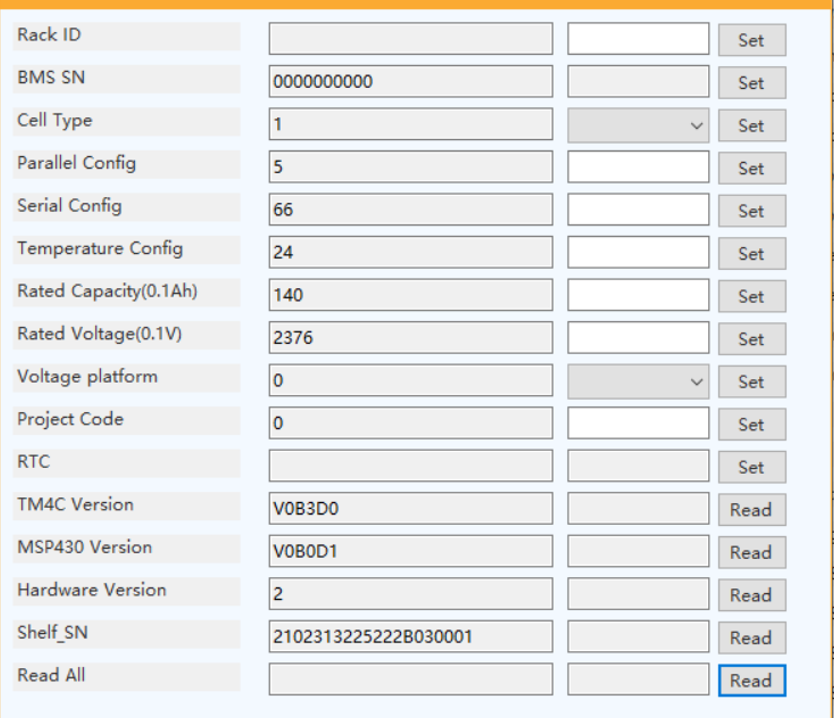 Rack ID Set
BMS SN 0000000000 Set
Cell Type 1 Set
Parallel Config 5 Set
Serial Config 66 Set
Temperature Config 24 Set
Rated Capacity(0.1Ah) 140 Set
Rated Voltage(0.1V) 2376 Set
Voltage platform 0 Set
Project Code 0 Set
RTC Set
TM4C Version V0B3D0 Read
MSP430 Version V0B0D1 Read
Hardware Version 2 Read
Shelf_SN 2102313225222B030001 Read
Read All Read